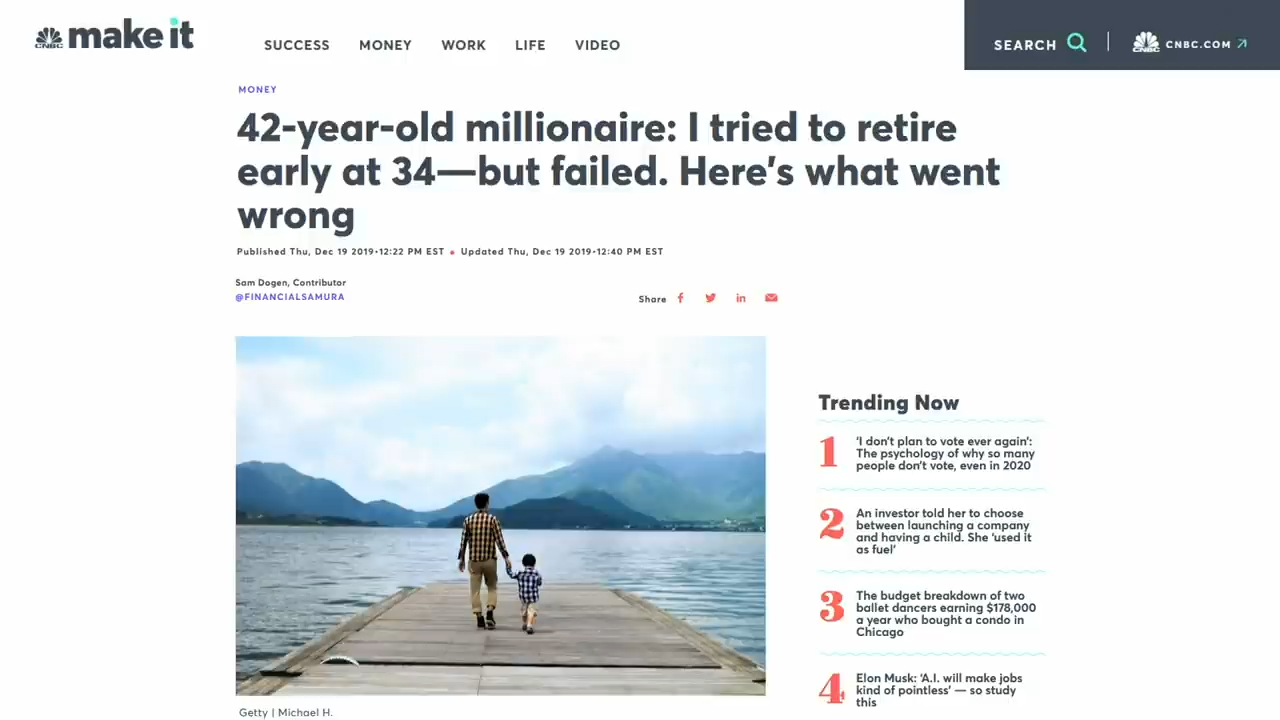 CNBC make it
SUCCESS MONEY WORK LIFE VIDEO
SEARCH
CNBC CNBC.COM
MONEY
42-year-old millionaire: I tried to retire
early at 34—but failed. Here's what went
wrong
Published Thu, Dec 19 2019•12:22 PM EST • Updated Thu, Dec 19 2019•12:40 PM EST
Sam Dogen, Contributor
@FINANCIALSAMURA
Share
Getty | Michael H.
Trending Now
1 'I don't plan to vote ever again':
The psychology of why so many
people don't vote, even in 2020
2 An investor told her to choose
between launching a company
and having a child. She 'used it
as fuel'
3 The budget breakdown of two
ballet dancers earning $178,000
a year who bought a condo in
Chicago
4 Elon Musk: 'A.I. will make jobs
kind of pointless' — so study
this